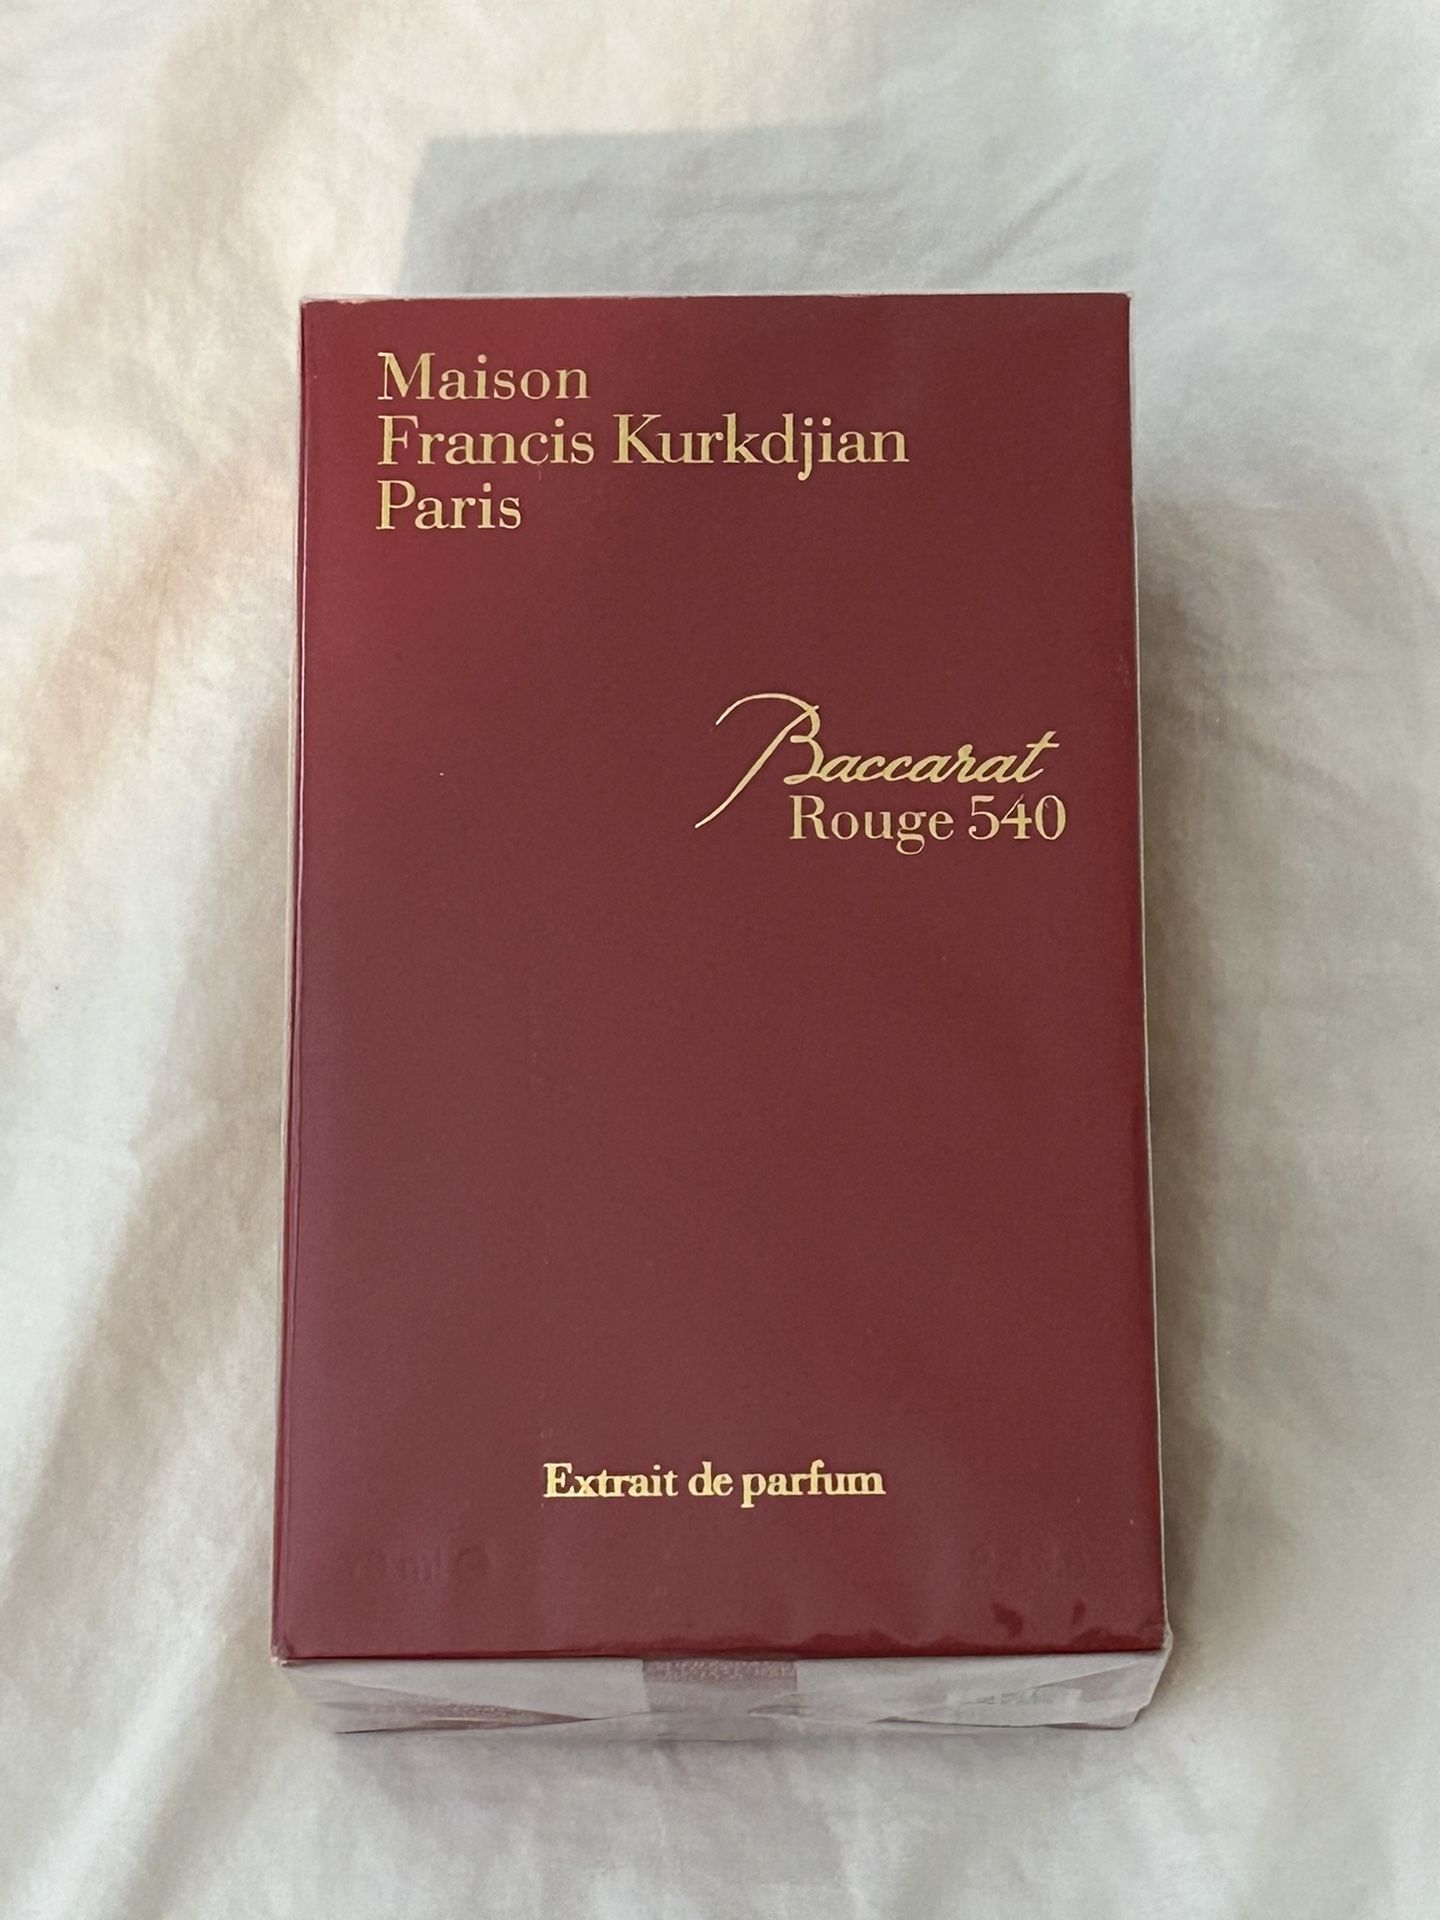 Maison
Francis Kurkdjian
Paris
Baccarat
Rouge 540
Extrait de parfum